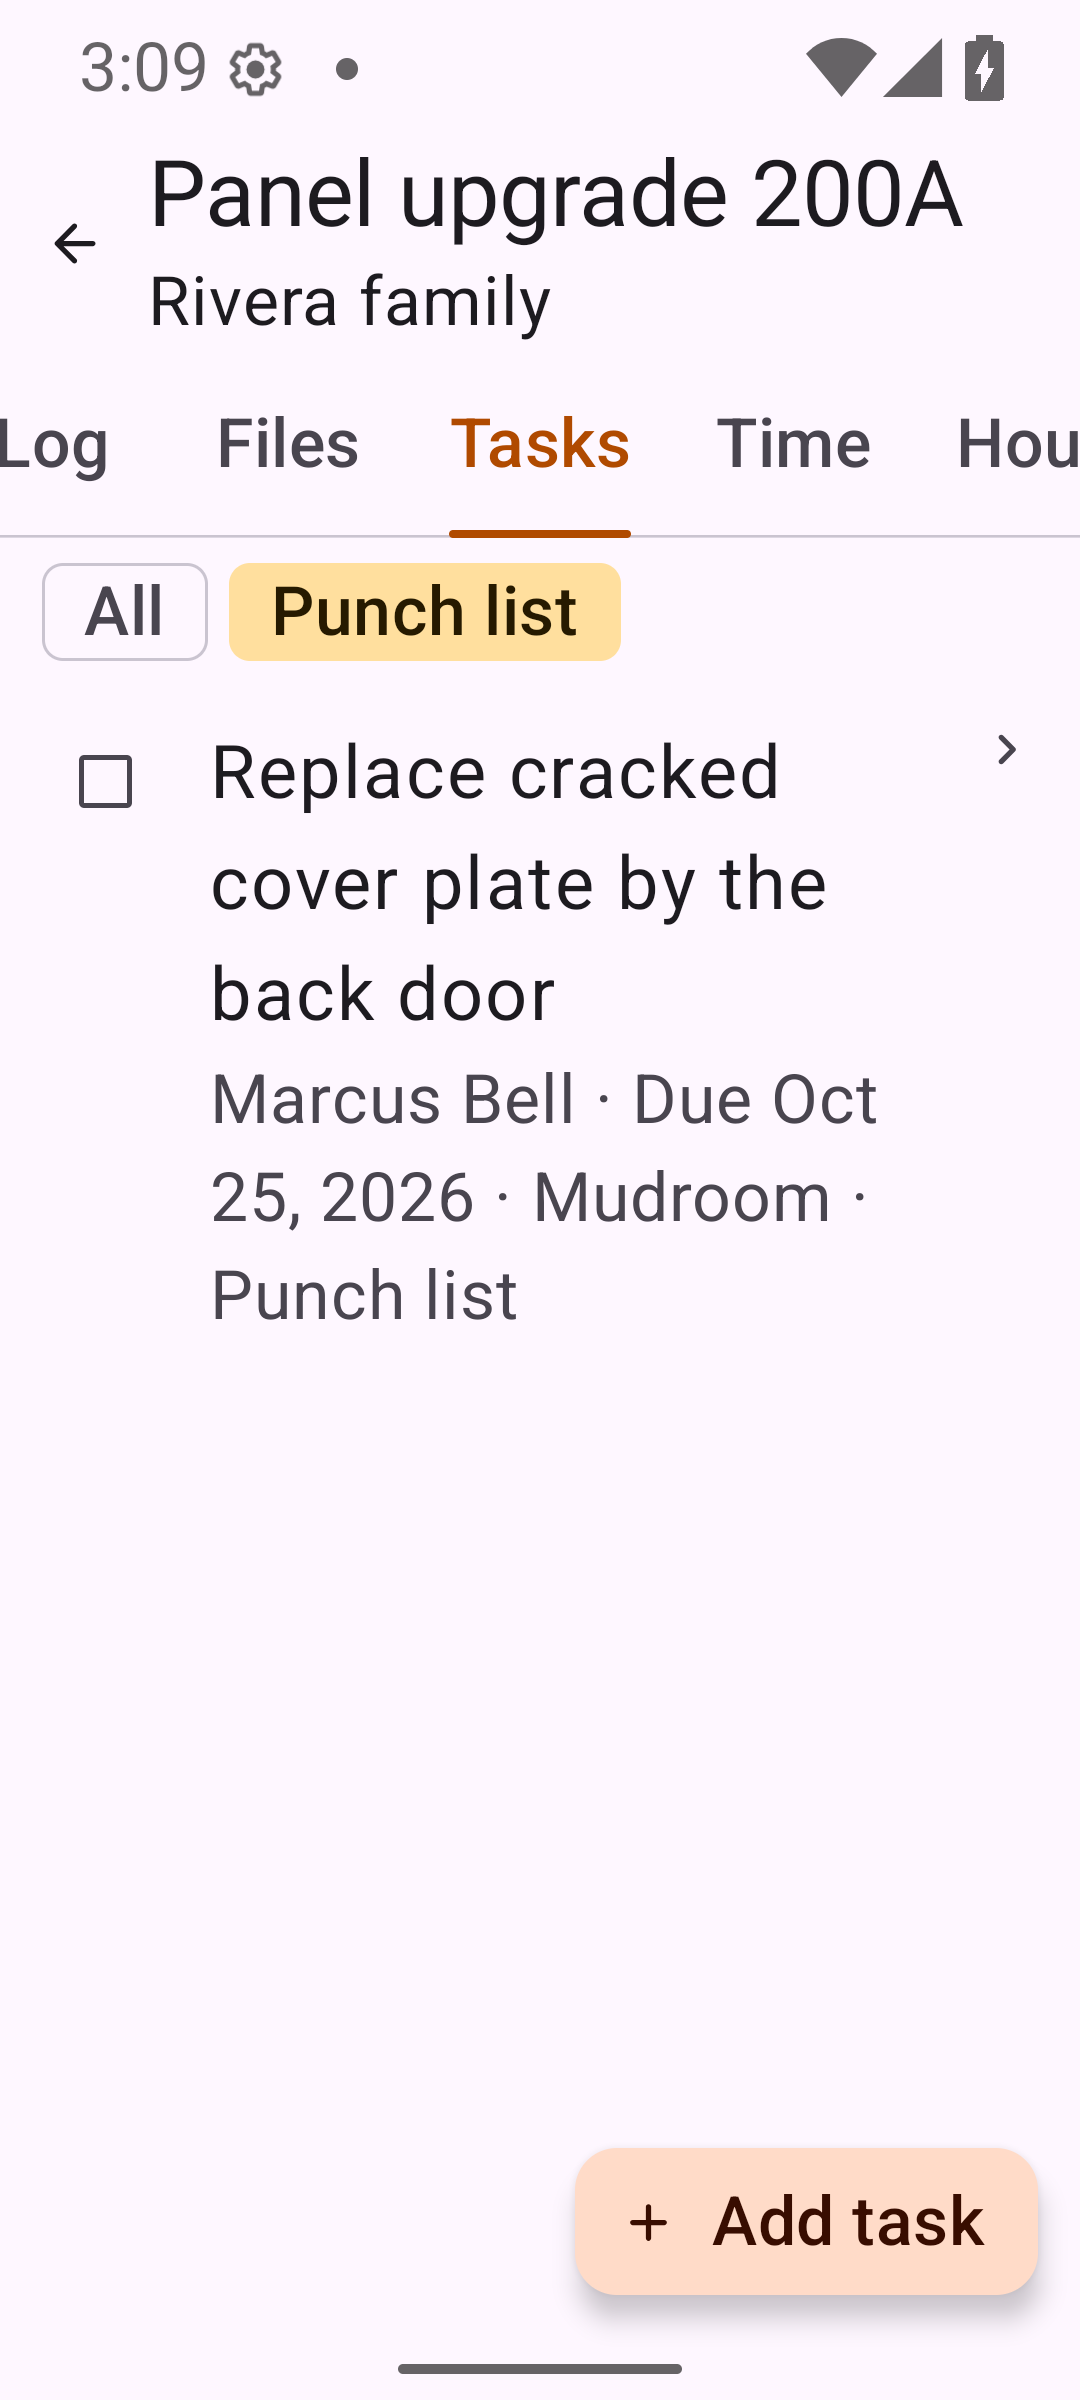 3:09
Panel upgrade 200A
Rivera family
Log Files Tasks Time Hou
All Punch list
Replace cracked
cover plate by the
back door
Marcus Bell · Due Oct
25, 2026 · Mudroom ·
Punch list
+ Add task